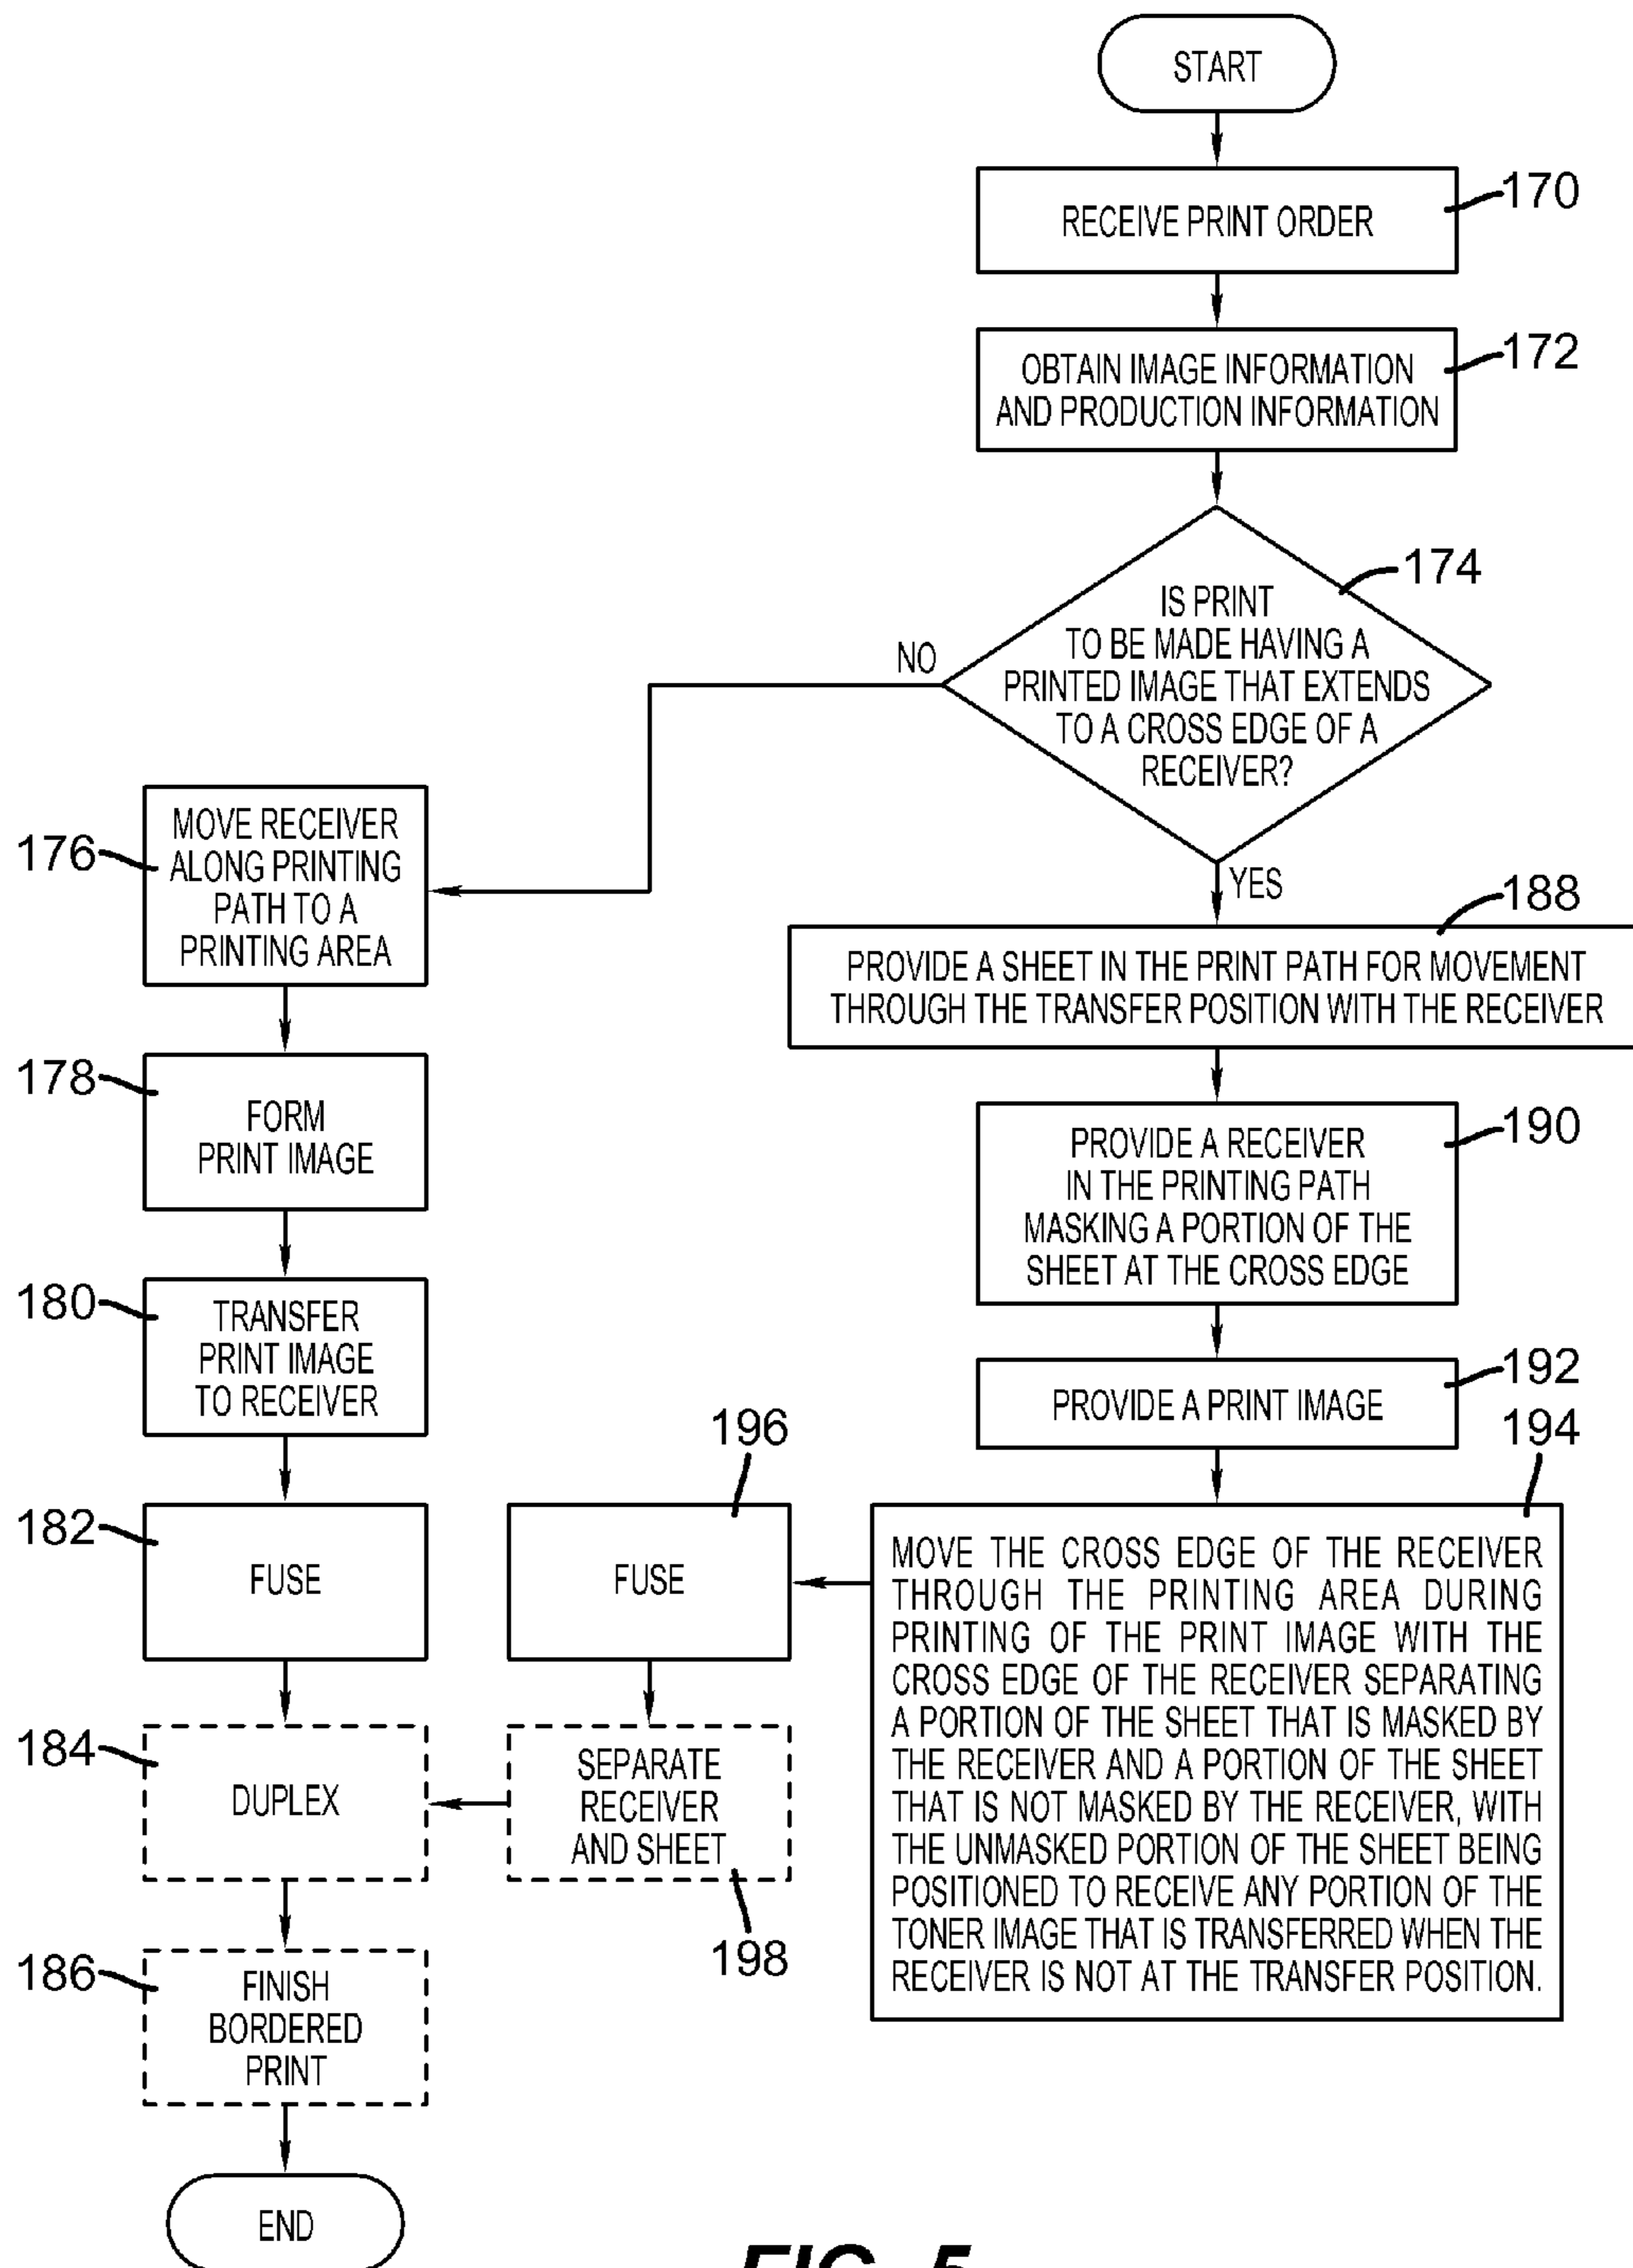 START
RECEIVE PRINT ORDER
170
OBTAIN IMAGE INFORMATION
AND PRODUCTION INFORMATION
172
IS PRINT
TO BE MADE HAVING A
PRINTED IMAGE THAT EXTENDS
TO A CROSS EDGE OF A
RECEIVER?
174
NO
YES
176
MOVE RECEIVER
ALONG PRINTING
PATH TO A
PRINTING AREA
178
FORM
PRINT IMAGE
180
TRANSFER
PRINT IMAGE
TO RECEIVER
182
FUSE
184
DUPLEX
186
FINISH
BORDERED
PRINT
END
188
PROVIDE A SHEET IN THE PRINT PATH FOR MOVEMENT
THROUGH THE TRANSFER POSITION WITH THE RECEIVER
190
PROVIDE A RECEIVER
IN THE PRINTING PATH
MASKING A PORTION OF THE
SHEET AT THE CROSS EDGE
192
PROVIDE A PRINT IMAGE
194
MOVE THE CROSS EDGE OF THE RECEIVER
THROUGH THE PRINTING AREA DURING
PRINTING OF THE PRINT IMAGE WITH THE
CROSS EDGE OF THE RECEIVER SEPARATING
A PORTION OF THE SHEET THAT IS MASKED BY
THE RECEIVER AND A PORTION OF THE SHEET
THAT IS NOT MASKED BY THE RECEIVER, WITH
THE UNMASKED PORTION OF THE SHEET BEING
POSITIONED TO RECEIVE ANY PORTION OF THE
TONER IMAGE THAT IS TRANSFERRED WHEN THE
RECEIVER IS NOT AT THE TRANSFER POSITION.
196
FUSE
SEPARATE
RECEIVER
AND SHEET
198
FIG. 5